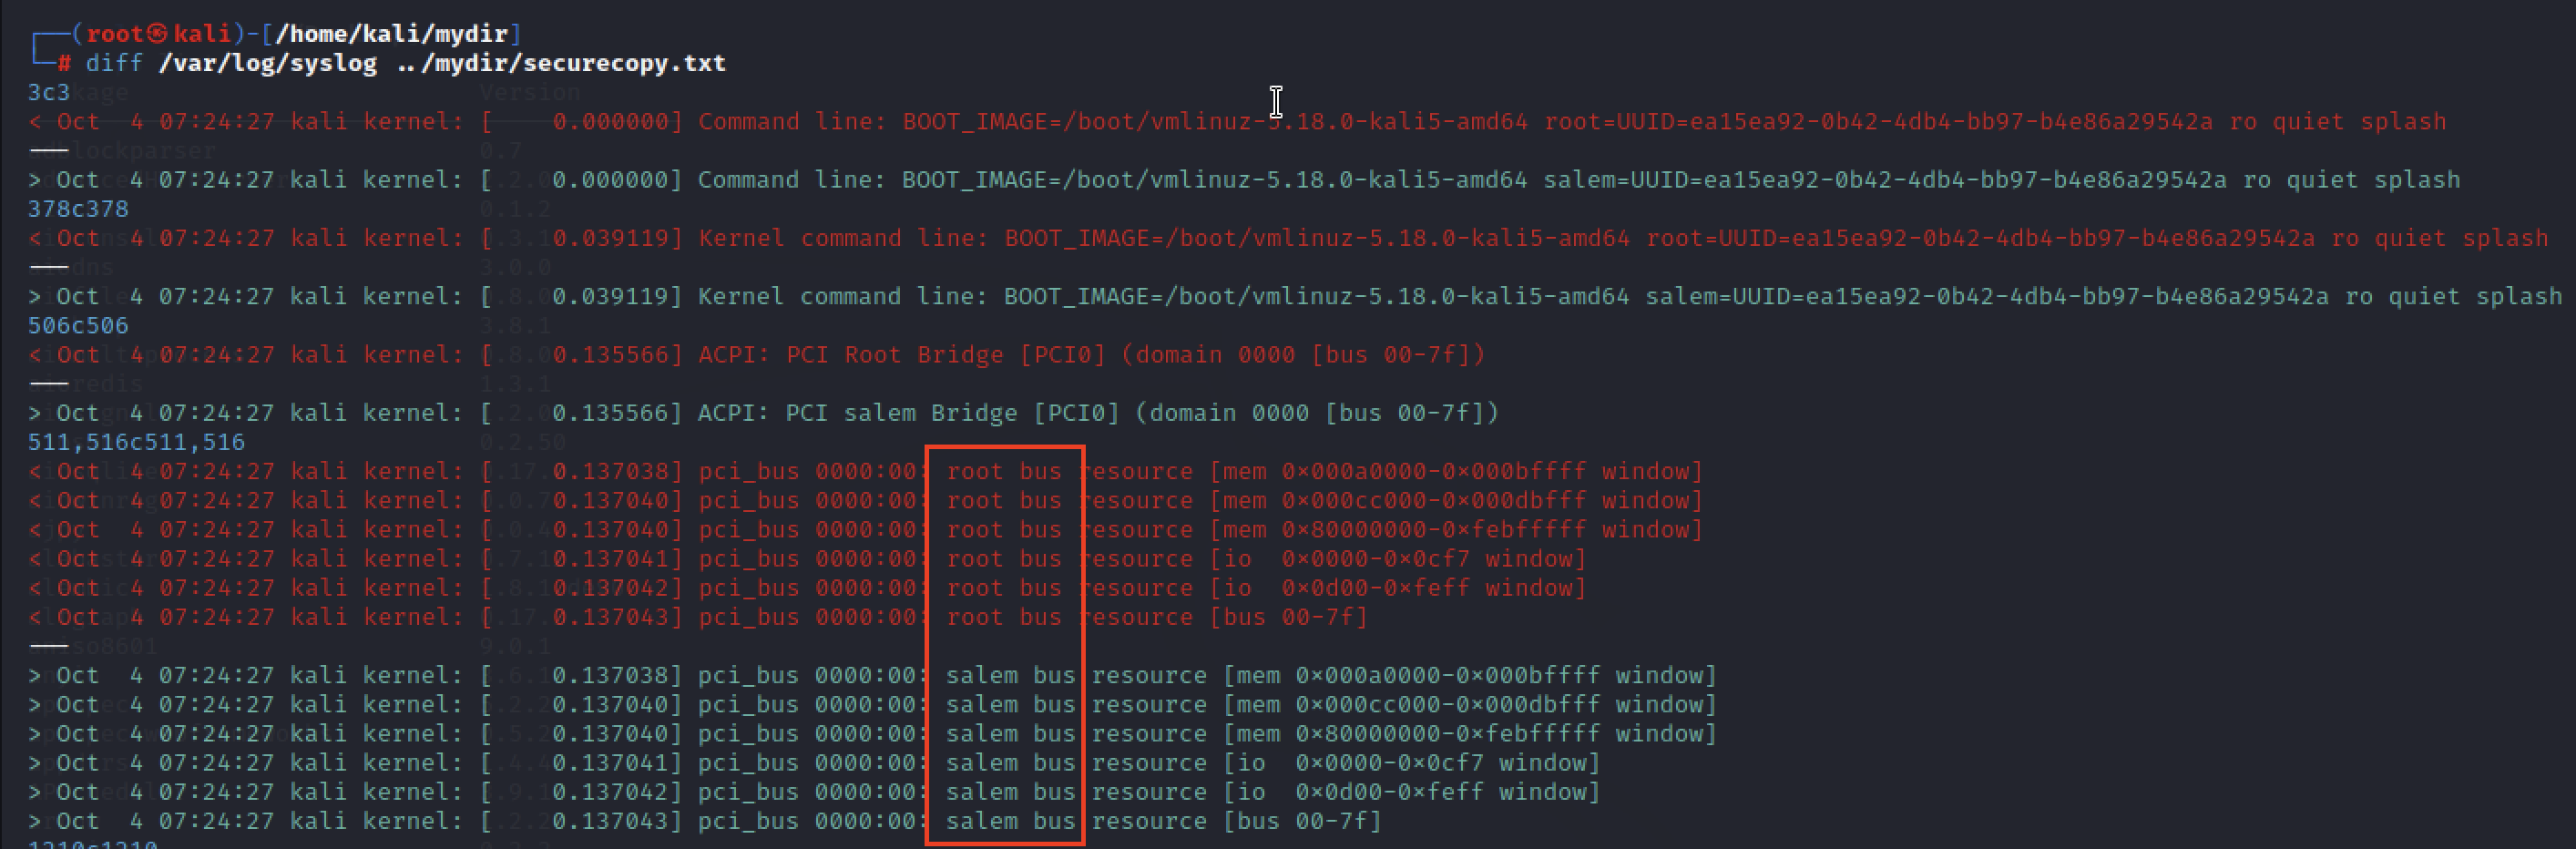 ┌──(root㉿kali)-[/home/kali/mydir]
└─# diff /var/log/syslog ../mydir/securecopy.txt
3c3
< Oct  4 07:24:27 kali kernel: [    0.000000] Command line: BOOT_IMAGE=/boot/vmlinuz-5.18.0-kali5-amd64 root=UUID=ea15ea92-0b42-4db4-bb97-b4e86a29542a ro quiet splash
---
> Oct  4 07:24:27 kali kernel: [    0.000000] Command line: BOOT_IMAGE=/boot/vmlinuz-5.18.0-kali5-amd64 salem=UUID=ea15ea92-0b42-4db4-bb97-b4e86a29542a ro quiet splash
378c378
< Oct  4 07:24:27 kali kernel: [    0.039119] Kernel command line: BOOT_IMAGE=/boot/vmlinuz-5.18.0-kali5-amd64 root=UUID=ea15ea92-0b42-4db4-bb97-b4e86a29542a ro quiet splash
---
> Oct  4 07:24:27 kali kernel: [    0.039119] Kernel command line: BOOT_IMAGE=/boot/vmlinuz-5.18.0-kali5-amd64 salem=UUID=ea15ea92-0b42-4db4-bb97-b4e86a29542a ro quiet splash
506c506
< Oct  4 07:24:27 kali kernel: [    0.135566] ACPI: PCI Root Bridge [PCI0] (domain 0000 [bus 00-7f])
---
> Oct  4 07:24:27 kali kernel: [    0.135566] ACPI: PCI salem Bridge [PCI0] (domain 0000 [bus 00-7f])
511,516c511,516
< Oct  4 07:24:27 kali kernel: [    0.137038] pci_bus 0000:00: root bus resource [mem 0×000a0000-0×000bffff window]
< Oct  4 07:24:27 kali kernel: [    0.137040] pci_bus 0000:00: root bus resource [mem 0×000cc000-0×000dbfff window]
< Oct  4 07:24:27 kali kernel: [    0.137040] pci_bus 0000:00: root bus resource [mem 0×80000000-0×febfffff window]
< Oct  4 07:24:27 kali kernel: [    0.137041] pci_bus 0000:00: root bus resource [io  0×0000-0×0cf7 window]
< Oct  4 07:24:27 kali kernel: [    0.137042] pci_bus 0000:00: root bus resource [io  0×0d00-0×feff window]
< Oct  4 07:24:27 kali kernel: [    0.137043] pci_bus 0000:00: root bus resource [bus 00-7f]
---
> Oct  4 07:24:27 kali kernel: [    0.137038] pci_bus 0000:00: salem bus resource [mem 0×000a0000-0×000bffff window]
> Oct  4 07:24:27 kali kernel: [    0.137040] pci_bus 0000:00: salem bus resource [mem 0×000cc000-0×000dbfff window]
> Oct  4 07:24:27 kali kernel: [    0.137040] pci_bus 0000:00: salem bus resource [mem 0×80000000-0×febfffff window]
> Oct  4 07:24:27 kali kernel: [    0.137041] pci_bus 0000:00: salem bus resource [io  0×0000-0×0cf7 window]
> Oct  4 07:24:27 kali kernel: [    0.137042] pci_bus 0000:00: salem bus resource [io  0×0d00-0×feff window]
> Oct  4 07:24:27 kali kernel: [    0.137043] pci_bus 0000:00: salem bus resource [bus 00-7f]